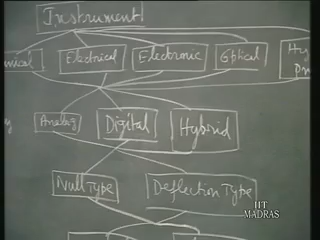 Instrument
Electrical Electronic Optical
Analog Digital Hybrid
Null Type Deflection Type
IIT
MADRAS